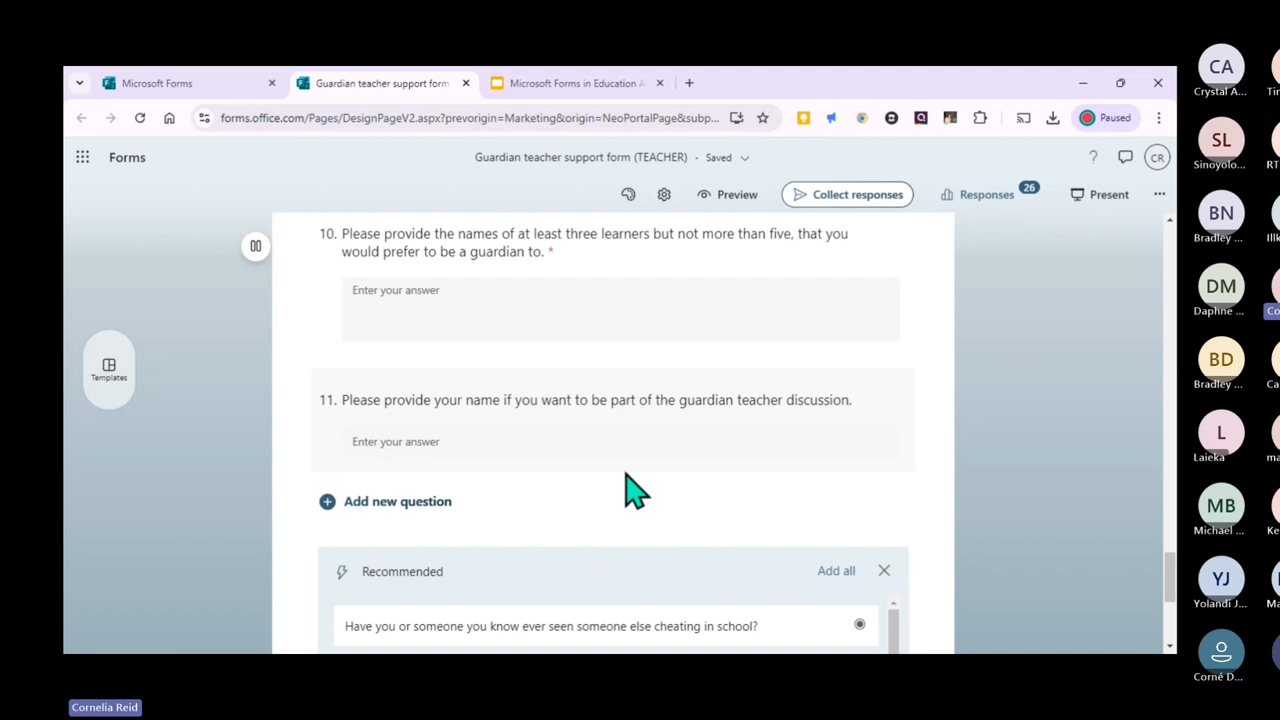 Microsoft Forms
Guardian teacher support form
Microsoft Forms in Education A
forms.office.com/Pages/DesignPageV2.aspx?prevorigin=Marketing&origin=NeoPortalPage&subp...
Paused
Forms
Guardian teacher support form (TEACHER) - Saved
CR
Preview
Collect responses
Responses 26
Present
10. Please provide the names of at least three learners but not more than five, that you
would prefer to be a guardian to. *
Enter your answer
Templates
11. Please provide your name if you want to be part of the guardian teacher discussion.
Enter your answer
Add new question
Recommended
Add all
Have you or someone you know ever seen someone else cheating in school?
Cornelia Reid
CA
Crystal A...
SL
Sinoyolo...
BN
Bradley ...
DM
Daphne ...
BD
Bradley ...
L
Laieka
MB
Michael ...
YJ
Yolandi J...
Corné D...
RT
Co